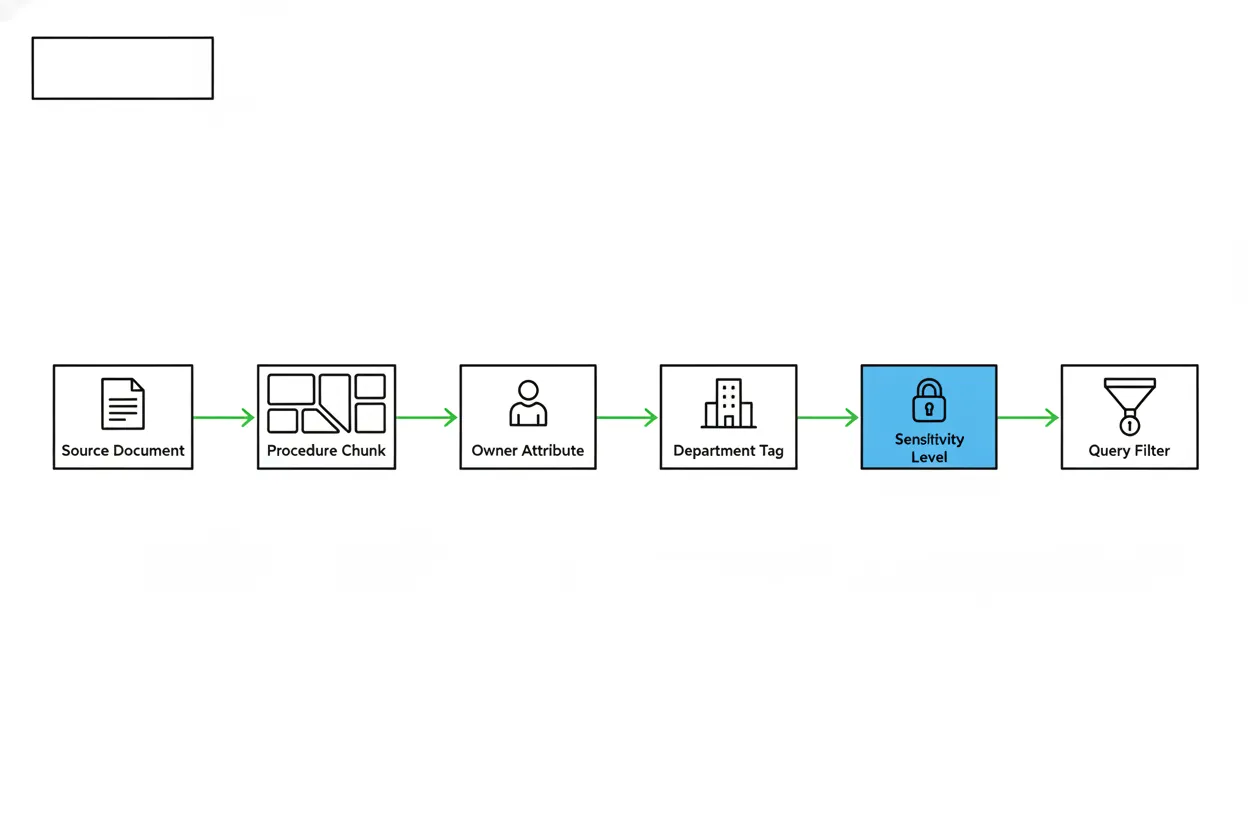 Source Document
Procedure Chunk
Owner Attribute
Department Tag
Sensitivity
Level
Query Filter